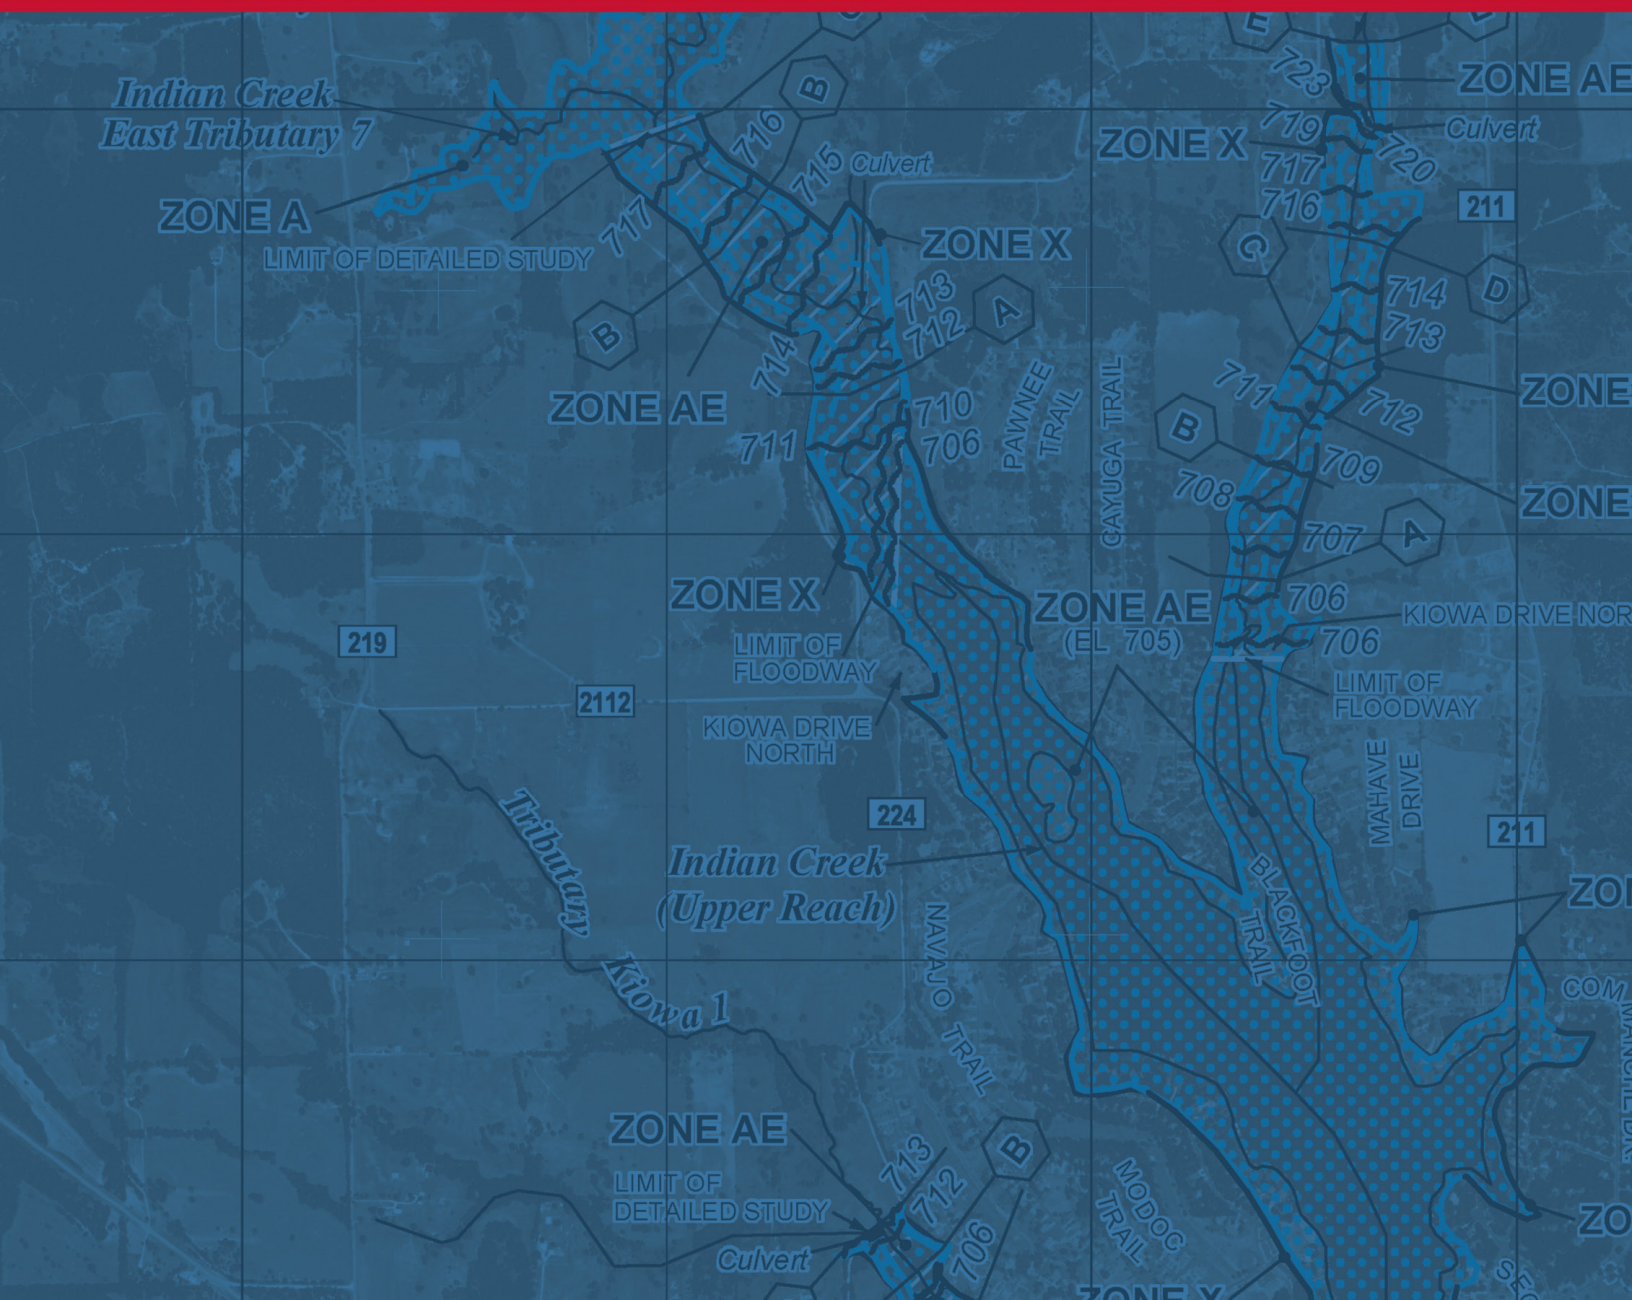 E
723
ZONE AE
Indian Creek
East Tributary 7
B
716
719
Culvert
ZONE X
715
Culvert
717
720
716
211
ZONE A
717
LIMIT OF DETAILED STUDY
ZONE X
C
D
713
A
714
712
713
B
714
PAWNEE
TRAIL
CAYUGA TRAIL
711
ZONE
ZONE AE
710
712
B
711
706
709
708
ZONE
A
707
ZONE X
706
ZONE AE
(EL 705)
KIOWA DRIVE NOR
219
LIMIT OF
FLOODWAY
706
2112
LIMIT OF
FLOODWAY
KIOWA DRIVE
NORTH
MAHAVE
DRIVE
Tributary
224
211
Indian Creek
(Upper Reach)
BLACKFOOT
TRAIL
NAVAJO TRAIL
Kiowa 1
ZONE AE
713
B
712
LIMIT OF
DETAILED STUDY
MODOC
TRAIL
706
Culvert
ZONE X